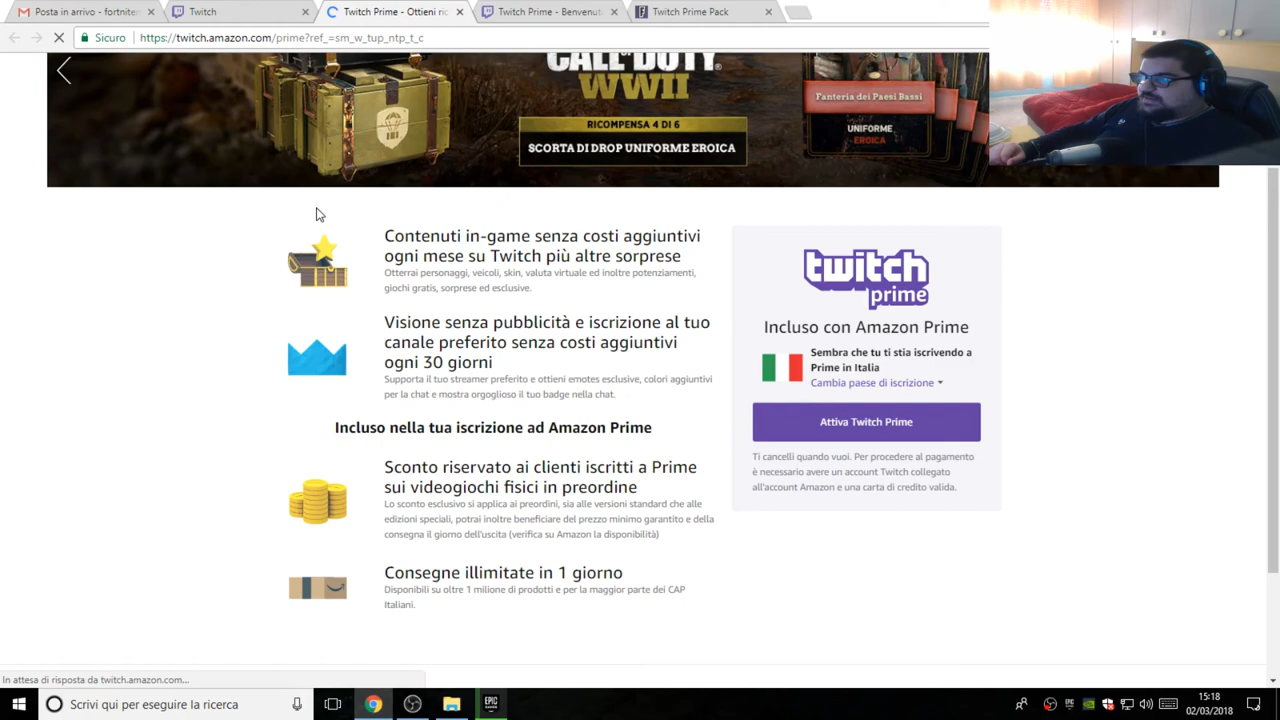 Posta in arrivo - fortniter
Twitch
Twitch Prime - Ottieni ric
Twitch Prime - Benvenut
Twitch Prime Pack
Sicuro
https://twitch.amazon.com/prime?ref_=sm_w_tup_ntp_t_c
CALL OF DUTY
WWII
RICOMPENSA 4 DI 6
SCORTA DI DROP UNIFORME EROICA
Fanteria dei Paesi Bassi
UNIFORME
EROICA
Contenuti in-game senza costi aggiuntivi
ogni mese su Twitch più altre sorprese
Otterrai personaggi, veicoli, skin, valuta virtuale ed inoltre potenziamenti,
giochi gratis, sorprese ed esclusive.
Visione senza pubblicità e iscrizione al tuo
canale preferito senza costi aggiuntivi
ogni 30 giorni
Supporta il tuo streamer preferito e ottieni emotes esclusive, colori aggiuntivi
per la chat e mostra orgoglioso il tuo badge nella chat.
Incluso nella tua iscrizione ad Amazon Prime
Sconto riservato ai clienti iscritti a Prime
sui videogiochi fisici in preordine
Lo sconto esclusivo si applica ai preordini, sia alle versioni standard che alle
edizioni speciali, potrai inoltre beneficiare del prezzo minimo garantito e della
consegna il giorno dell'uscita (verifica su Amazon la disponibilità)
Consegne illimitate in 1 giorno
Disponibili su oltre 1 milione di prodotti e per la maggior parte dei CAP
Italiani.
twitch
prime
Incluso con Amazon Prime
Sembra che tu ti stia iscrivendo a
Prime in Italia
Cambia paese di iscrizione
Attiva Twitch Prime
Ti cancelli quando vuoi. Per procedere al pagamento
è necessario avere un account Twitch collegato
all'account Amazon e una carta di credito valida.
In attesa di risposta da twitch.amazon.com...
Scrivi qui per eseguire la ricerca
EPIC
GAMES
15:18
02/03/2018